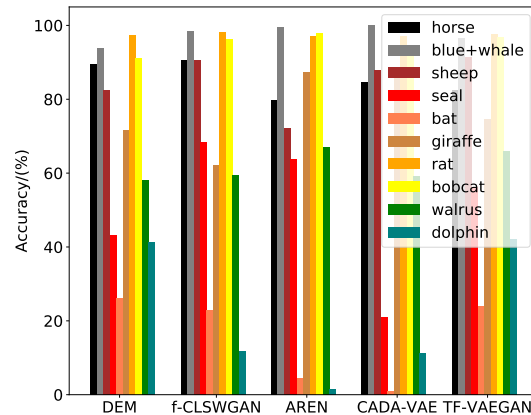 Accuracy/(%)
100
80
60
40
20
0
horse
blue+whale
sheep
seal
bat
giraffe
rat
bobcat
walrus
dolphin
DEM f-CLSWGAN AREN CADA-VAE TF-VAEGAN